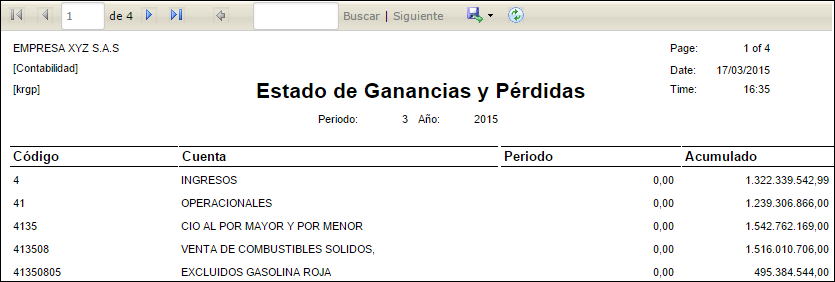 1 de 4 Buscar | Siguiente
EMPRESA XYZ S.A.S Page: 1 of 4
[Contabilidad] Date: 17/03/2015
[krgp] Time: 16:35
Estado de Ganancias y Pérdidas
Periodo: 3 Año: 2015
Código Cuenta Periodo Acumulado
4 INGRESOS 0,00 1.322.339.542,99
41 OPERACIONALES 0,00 1.239.306.866,00
4135 CIO AL POR MAYOR Y POR MENOR 0,00 1.542.762.169,00
413508 VENTA DE COMBUSTIBLES SOLIDOS, 0,00 1.516.010.706,00
41350805 EXCLUIDOS GASOLINA ROJA 0,00 495.384.544,00